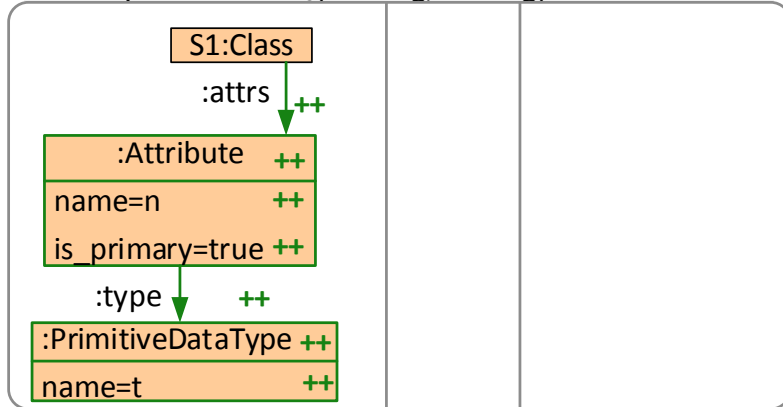 S1:Class
:attrs ++
:Attribute ++
name=n ++
is_primary=true ++
:type ++
:PrimitiveDataType ++
name=t ++